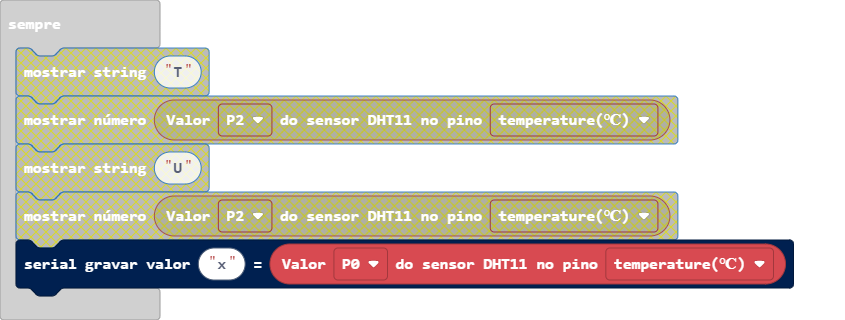 sempre
mostrar string "T"
mostrar número Valor P2 do sensor DHT11 no pino temperature(℃)
mostrar string "U"
mostrar número Valor P2 do sensor DHT11 no pino temperature(℃)
serial gravar valor "x" = Valor P0 do sensor DHT11 no pino temperature(℃)